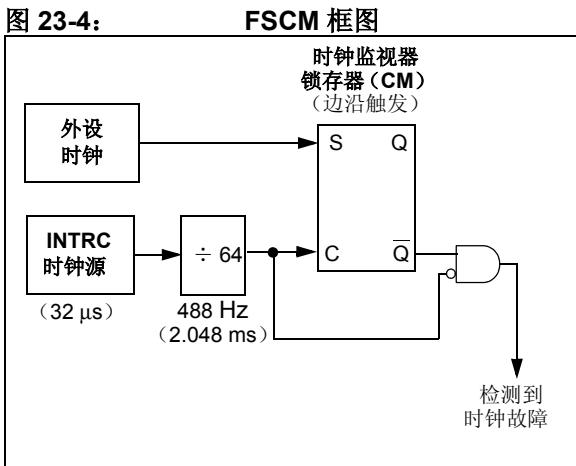 图 23-4： FSCM 框图
时钟监视器
锁存器（CM）
（边沿触发）
外设
时钟
S Q
INTRC
时钟源
÷ 64
C Q̅
（32 μs）
488 Hz
（2.048 ms）
检测到
时钟故障